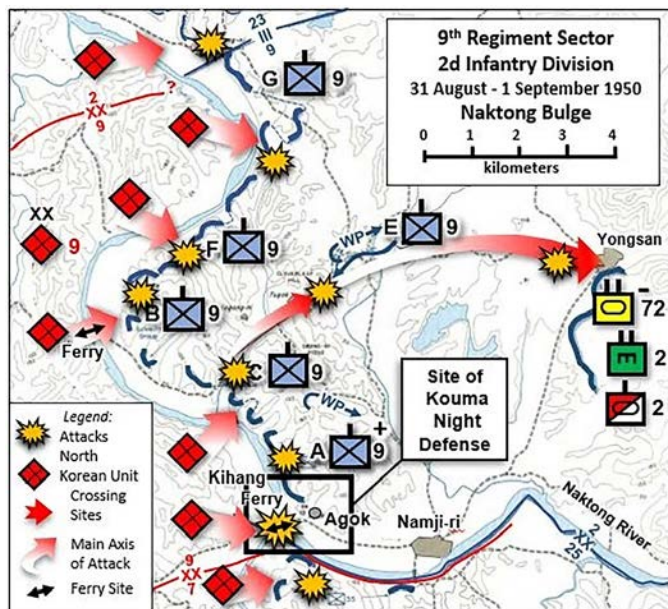 9th Regiment Sector
2d Infantry Division
31 August - 1 September 1950
Naktong Bulge
0 1 2 3 4
kilometers
23
III
9
G 9
2
XX
9
?
XX
9
F 9
WP
E 9
Yongsan
B 9
Ferry
- 72
E 2
2
C 9
WP
Site of
Kouma
Night
Defense
A 9 +
Kihang
Ferry
Agok
Namji-ri
Naktong River
2
XX
25
9
XX
7
Legend:
Attacks
North
Korean Unit
Crossing
Sites
Main Axis
of Attack
Ferry Site